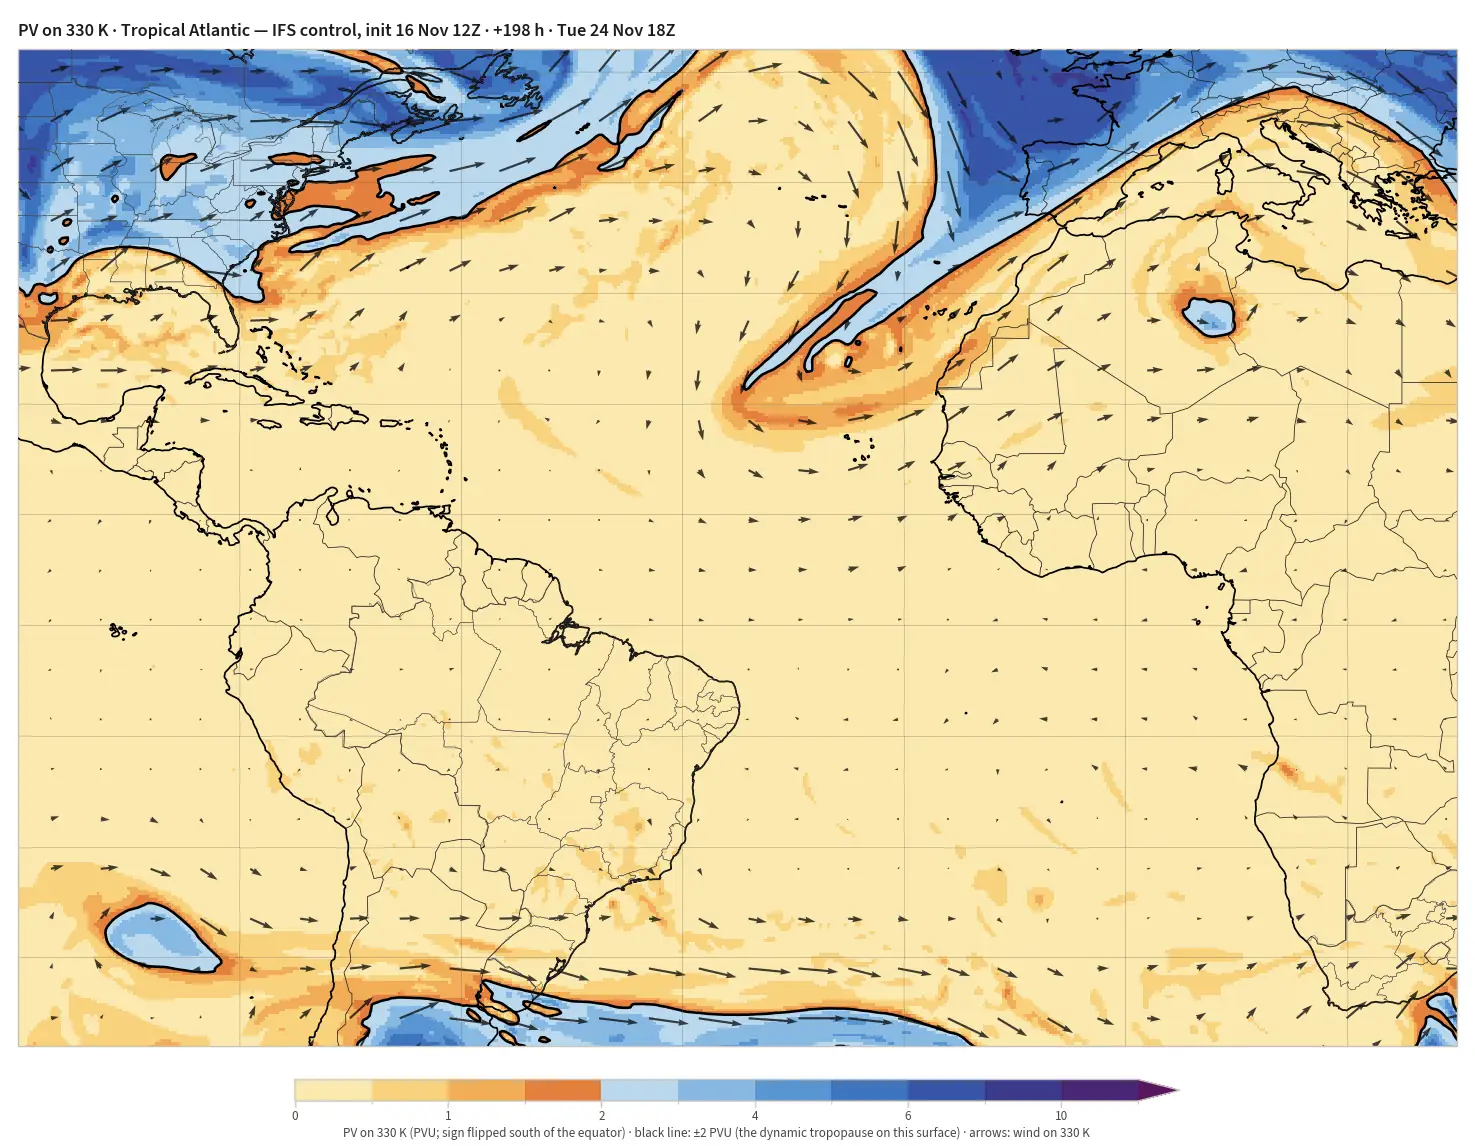 PV on 330 K · Tropical Atlantic — IFS control, init 16 Nov 12Z · +198 h · Tue 24 Nov 18Z
0 1 2 4 6 10
PV on 330 K (PVU; sign flipped south of the equator) · black line: ±2 PVU (the dynamic tropopause on this surface) · arrows: wind on 330 K